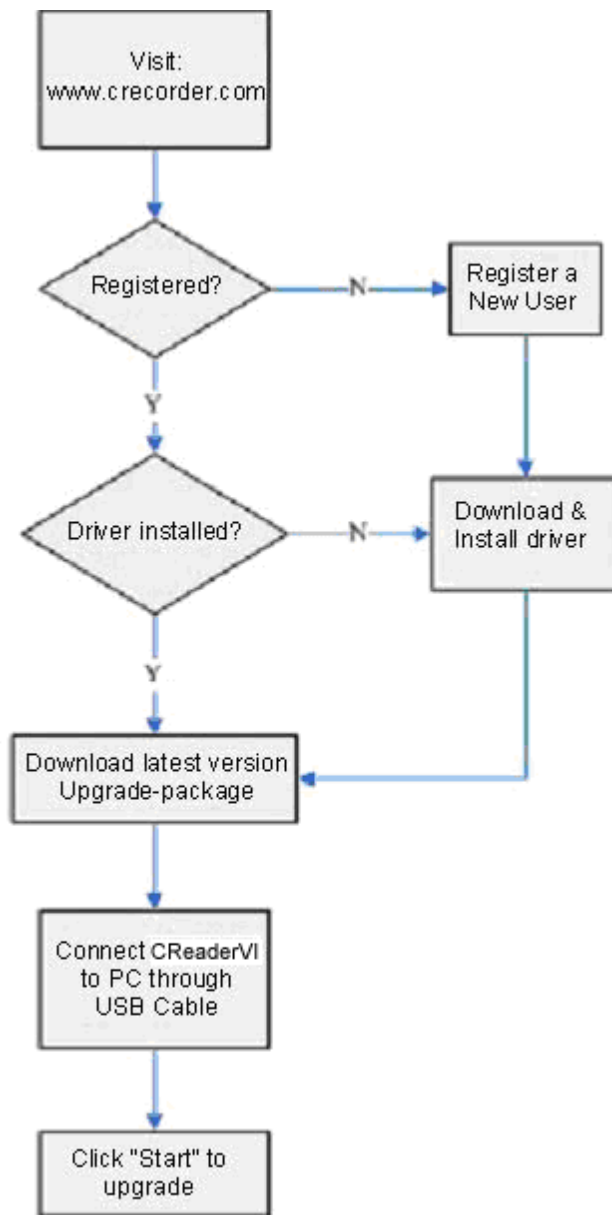 Visit:
www.crecorder.com
Registered?
N
Register a
New User
Y
Driver installed?
N
Download &
Install driver
Y
Download latest version
Upgrade-package
Connect CReaderVI
to PC through
USB Cable
Click "Start" to
upgrade